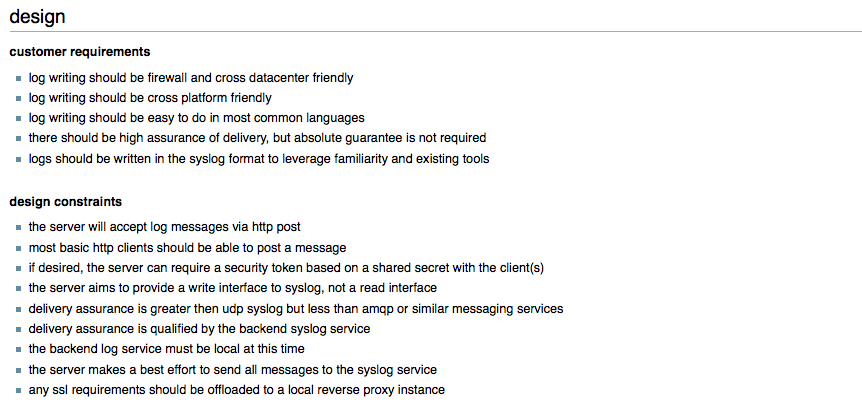 design
customer requirements
log writing should be firewall and cross datacenter friendly
log writing should be cross platform friendly
log writing should be easy to do in most common languages
there should be high assurance of delivery, but absolute guarantee is not required
logs should be written in the syslog format to leverage familiarity and existing tools
design constraints
the server will accept log messages via http post
most basic http clients should be able to post a message
if desired, the server can require a security token based on a shared secret with the client(s)
the server aims to provide a write interface to syslog, not a read interface
delivery assurance is greater then udp syslog but less than amqp or similar messaging services
delivery assurance is qualified by the backend syslog service
the backend log service must be local at this time
the server makes a best effort to send all messages to the syslog service
any ssl requirements should be offloaded to a local reverse proxy instance